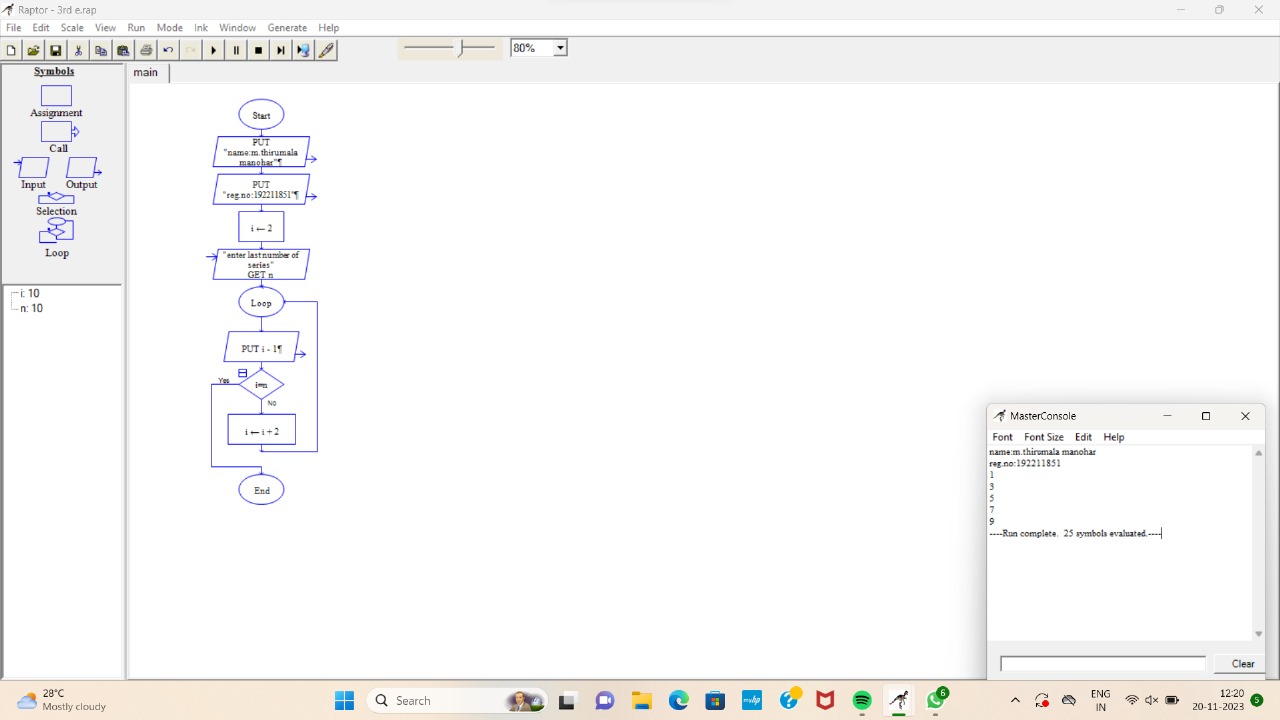 Raptor - 3rd e.rap
File Edit Scale View Run Mode Ink Window Generate Help
80%
Symbols
main
Assignment
Call
Input Output
Selection
Loop
i: 10
n: 10
Start
PUT
"name:m.thirumala
manohar"¶
PUT
"reg.no:192211851"¶
i ← 2
"enter last number of
series"
GET n
Loop
PUT i - 1¶
Yes
i=n
No
i ← i + 2
End
MasterConsole
Font Font Size Edit Help
name:m.thirumala manohar
reg.no:192211851
1
3
5
7
9
----Run complete. 25 symbols evaluated.----
Clear
28°C
Mostly cloudy
Search
myhp
6
ENG
IN
12:20
20-11-2023
5